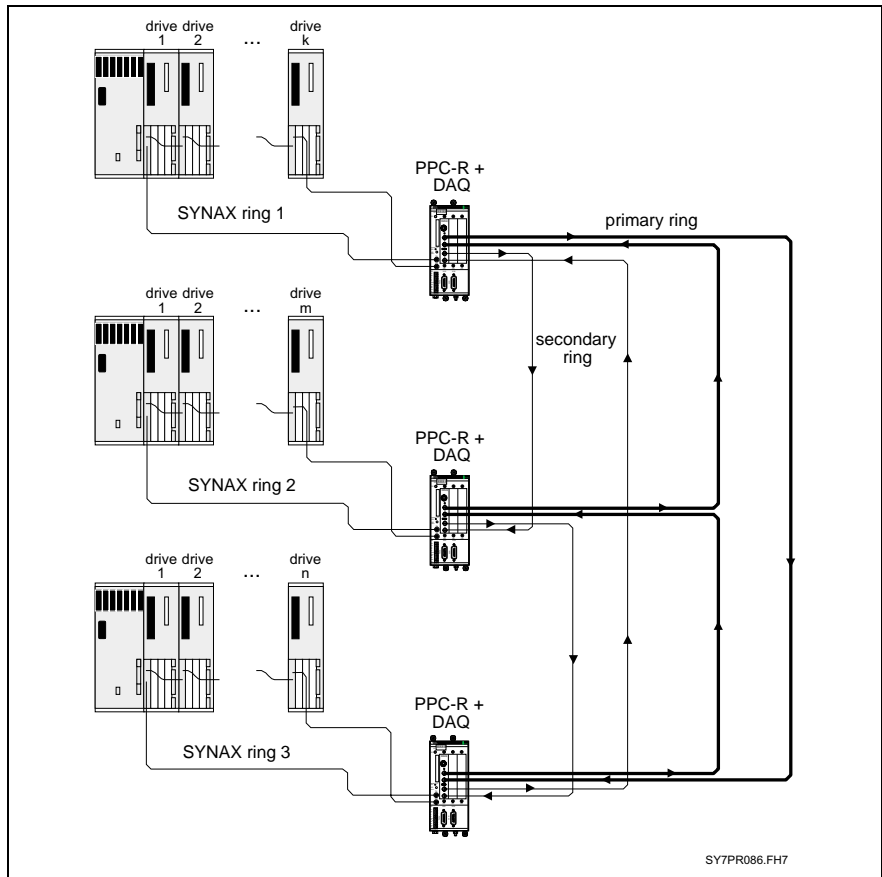 drive 1
drive 2
...
drive k
PPC-R +
DAQ
SYNAX ring 1
primary ring
drive 1
drive 2
...
drive m
secondary
ring
PPC-R +
DAQ
SYNAX ring 2
drive 1
drive 2
...
drive n
PPC-R +
DAQ
SYNAX ring 3
SY7PR086.FH7